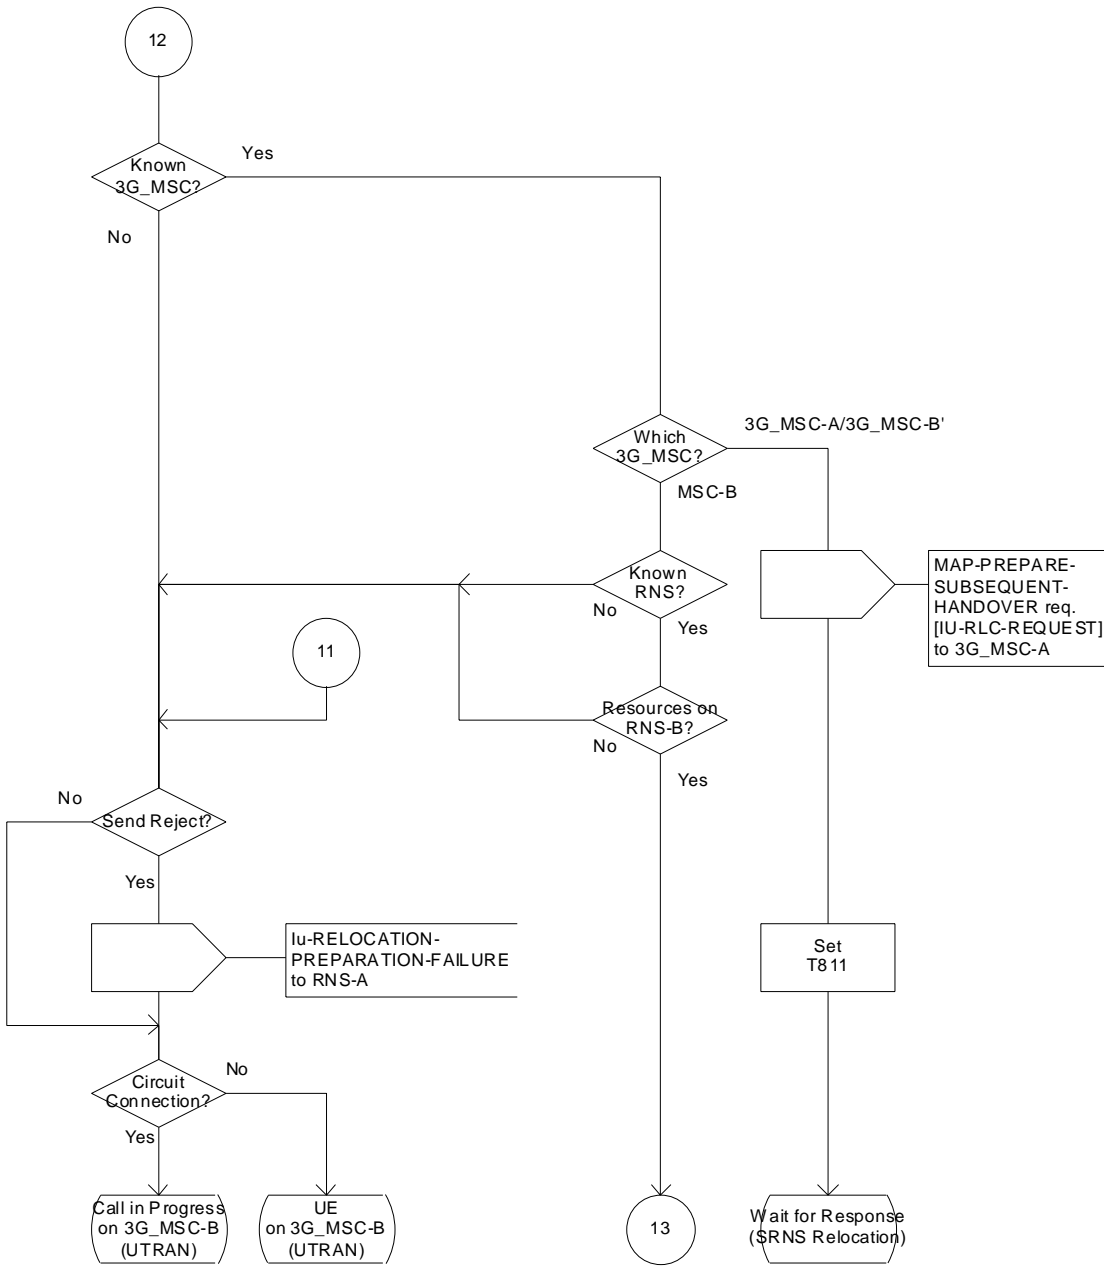 12
Known
3G_MSC?
Yes
No
Which
3G_MSC?
3G_MSC-A/3G_MSC-B'
MSC-B
Known
RNS?
No
Yes
MAP-PREPARE-
SUBSEQUENT-
HANDOVER req.
[IU-RLC-REQUEST]
to 3G_MSC-A
11
Resources on
RNS-B?
No
Yes
No
Send Reject?
Yes
Iu-RELOCATION-
PREPARATION-FAILURE
to RNS-A
Set
T811
Circuit
Connection?
No
Yes
Call in Progress
on 3G_MSC-B
(UTRAN)
UE
on 3G_MSC-B
(UTRAN)
13
Wait for Response
(SRNS Relocation)